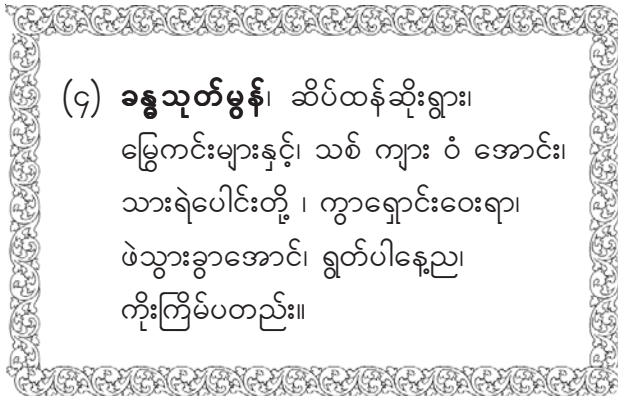 (၄) ခန္ဓသုတ်မွန်၊ ဆိပ်ထန်ဆိုးရွား၊
မြွေကင်းများနှင့်၊ သစ် ကျား ဝံ အောင်း၊
သားရဲပေါင်းတို့ ၊ ကွာရှောင်းဝေးရာ၊
ဖဲသွားခွာအောင်၊ ရွတ်ပါနေ့ည၊
ကိုးကြိမ်ပတည်း။